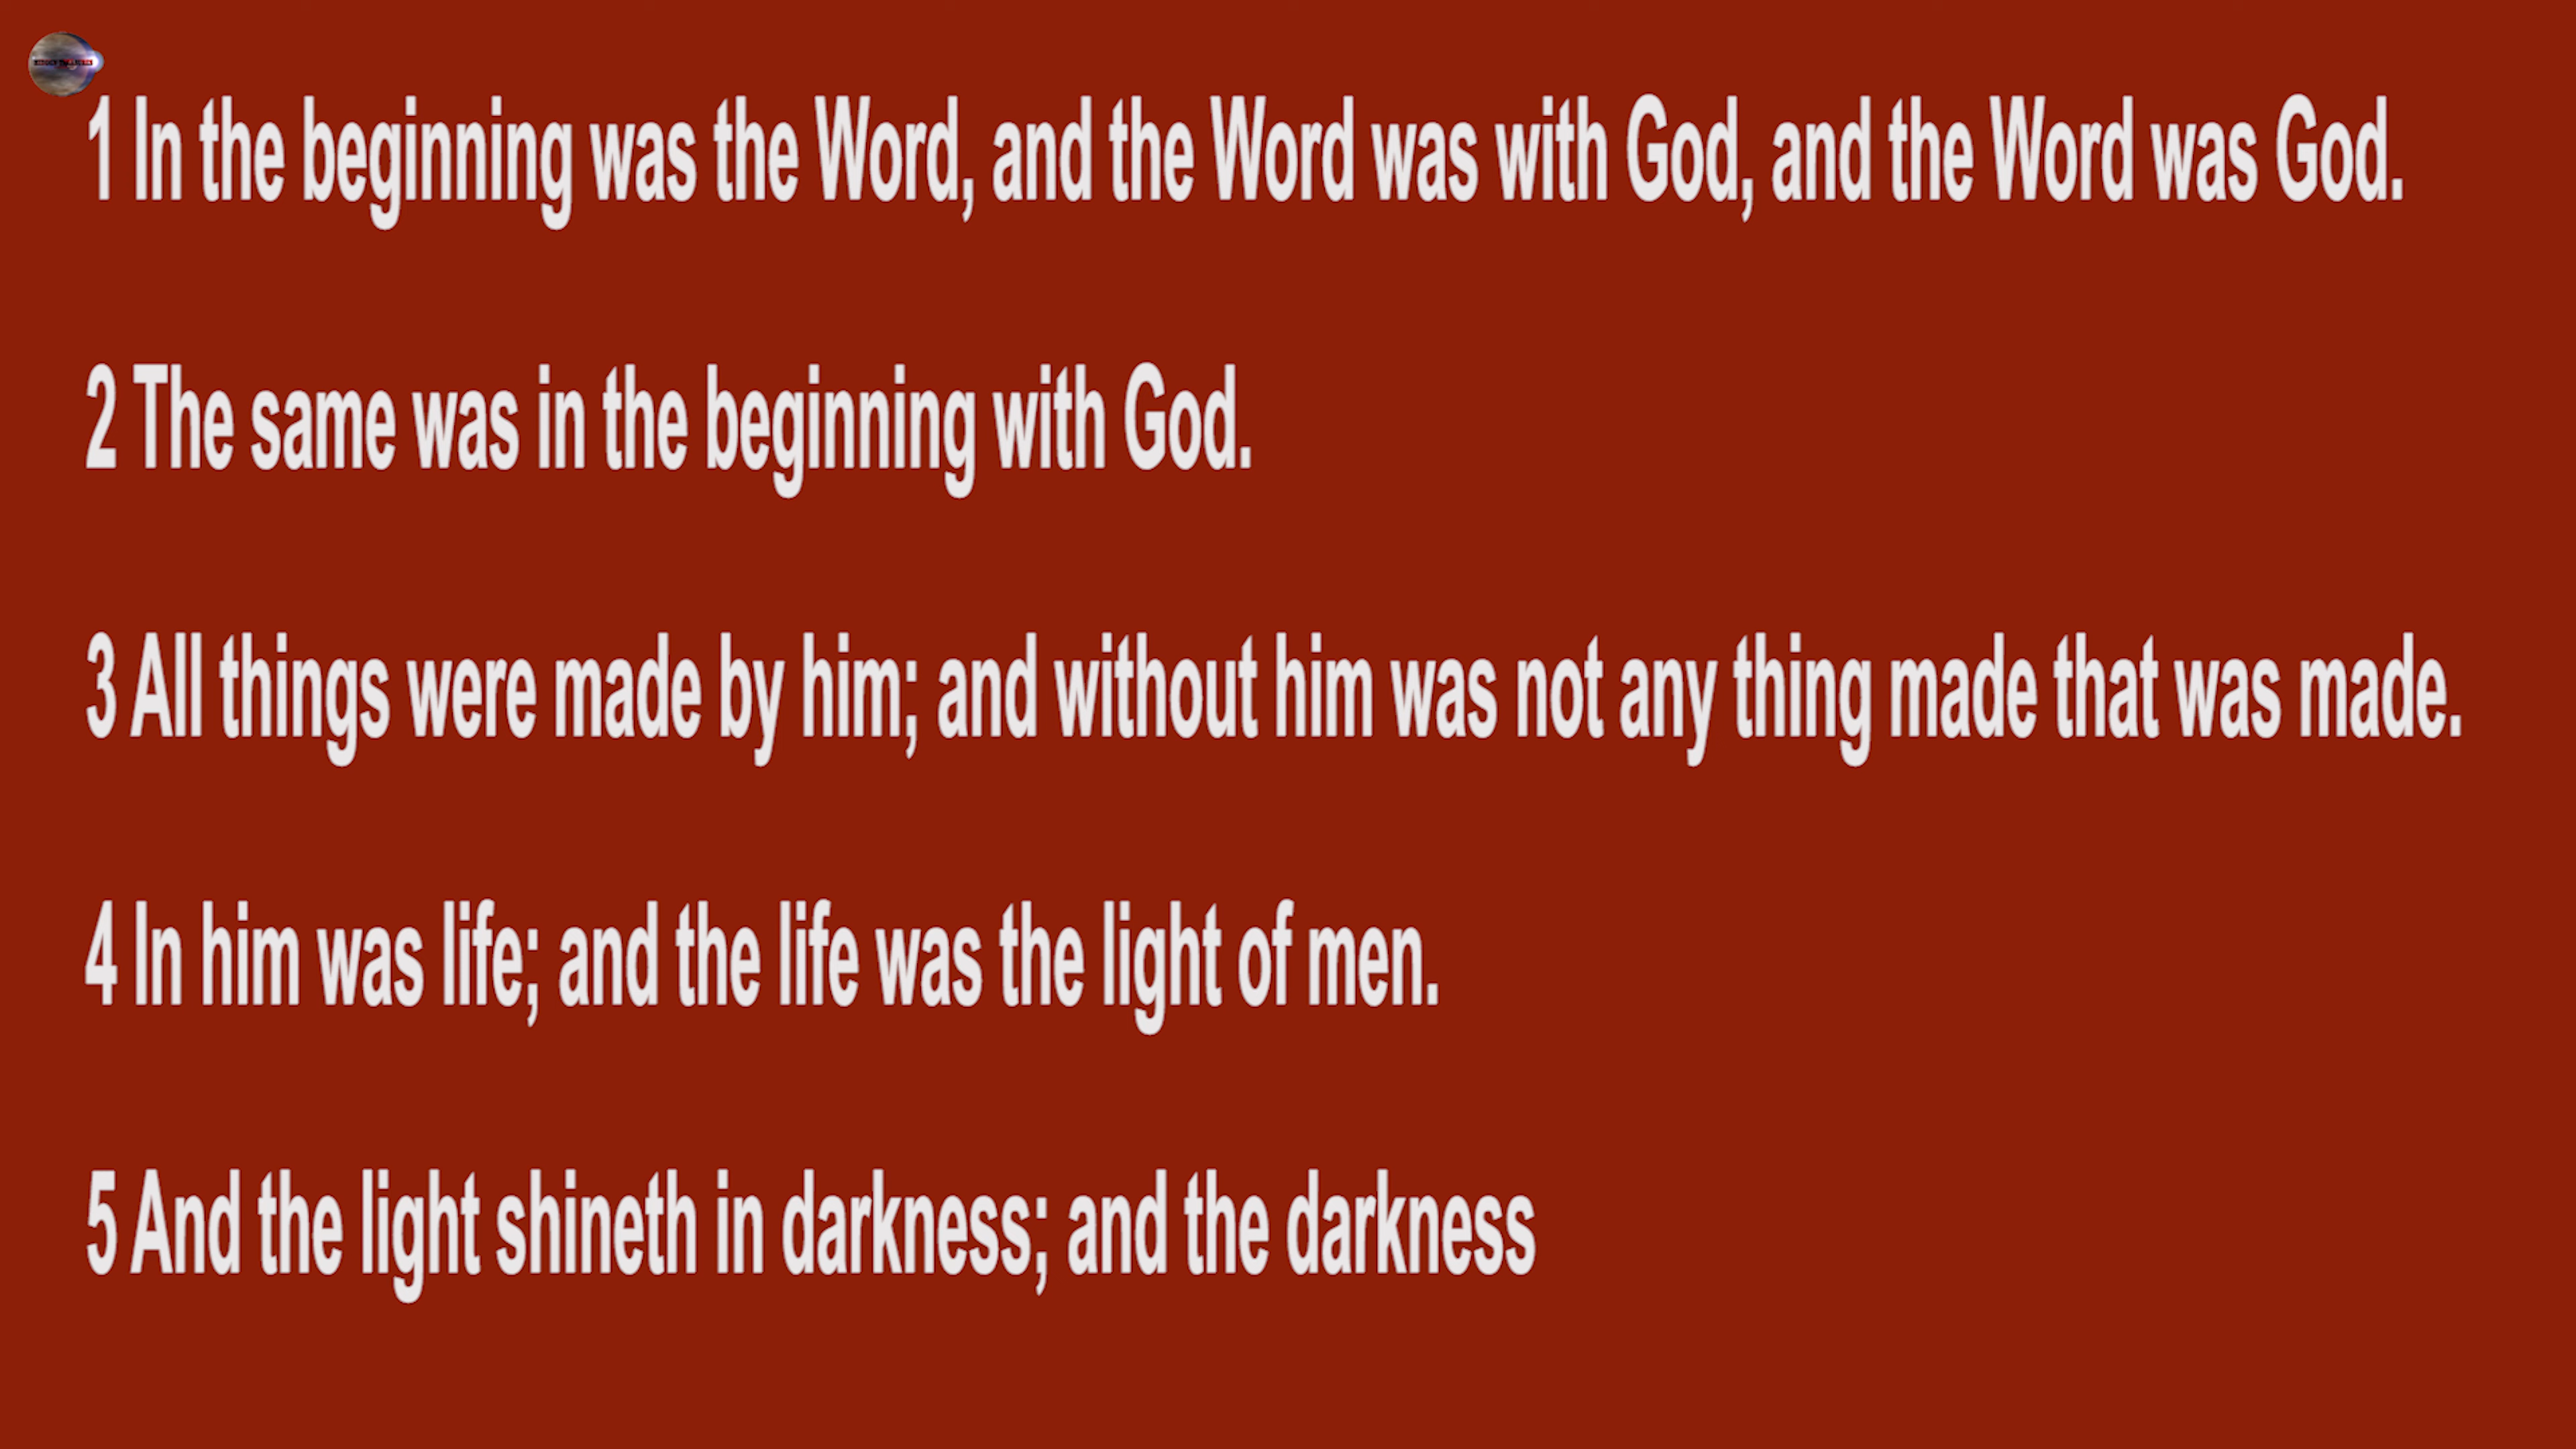 1 In the beginning was the Word, and the Word was with God, and the Word was God.
2 The same was in the beginning with God.
3 All things were made by him; and without him was not any thing made that was made.
4 In him was life; and the life was the light of men.
5 And the light shineth in darkness; and the darkness